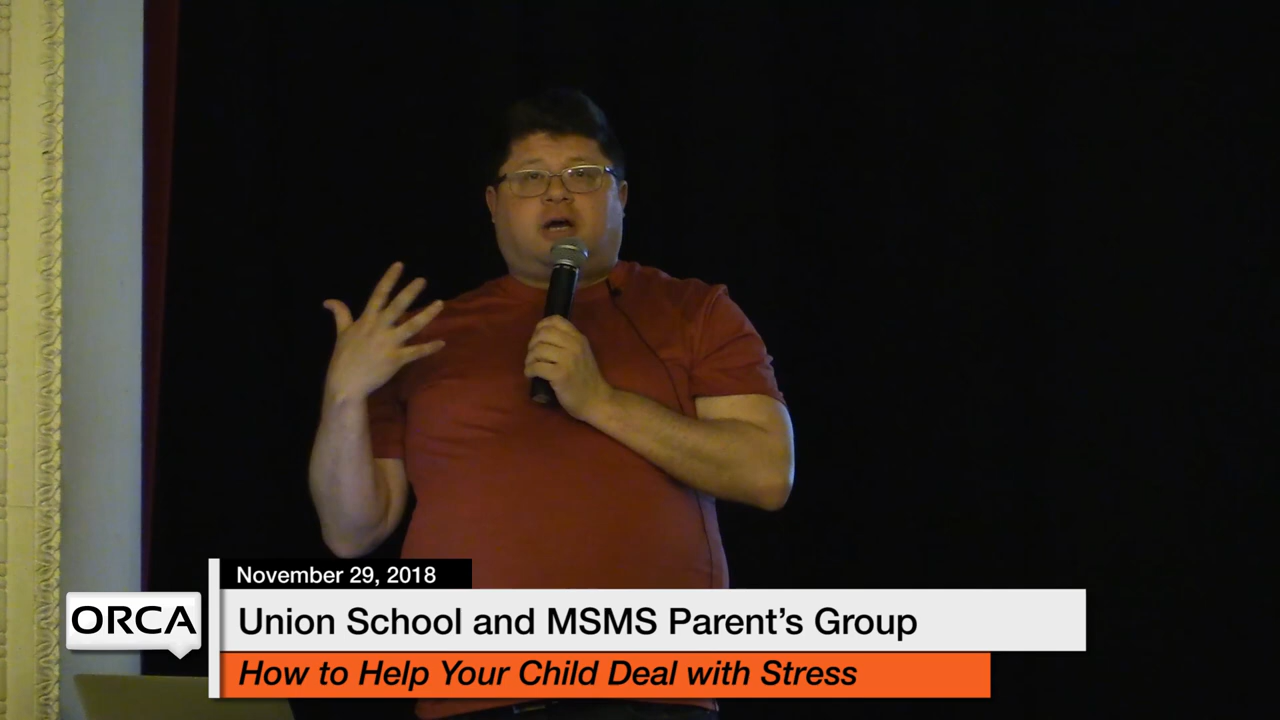 November 29, 2018
ORCA
Union School and MSMS Parent's Group
How to Help Your Child Deal with Stress